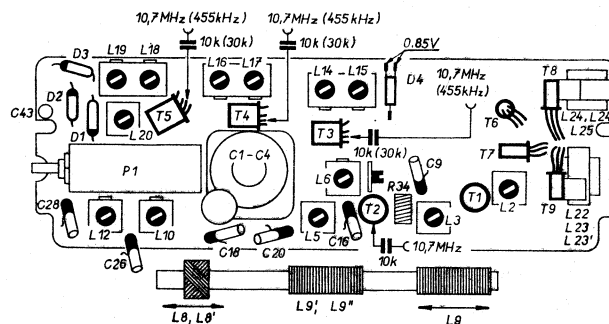 10,7MHz (455kHz)
10,7MHz (455kHz)
10k (30k)
10k (30k)
D3
L19
L18
L16-L17
L14-L15
0.85V
D4
10,7MHz
(455kHz)
T8
C43
D2
D1
L20
T5
T4
T3
T6
L24, L24'
L25
P1
C1-C4
10k (30k)
C9
T7
L6
R34
T1
L2
T9
C28
L12
L10
L5
C16
T2
L3
L22
L23
L23'
C26
C18
C20
10k
10,7MHz
L8, L8'
L9', L9"
L9